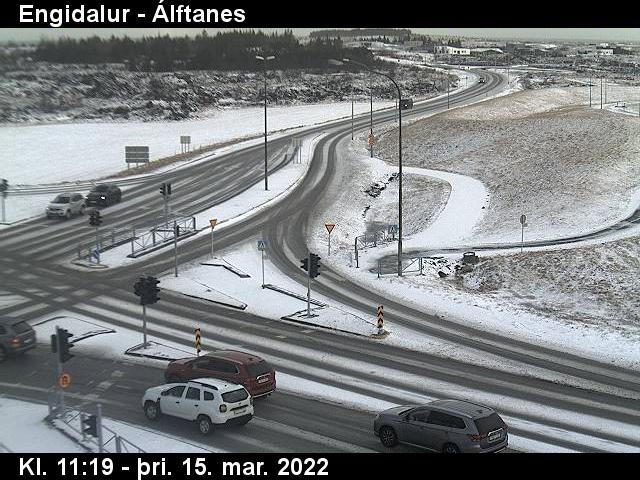 Engidalur - Álftanes
Kl. 11:19 - þri. 15. mar. 2022